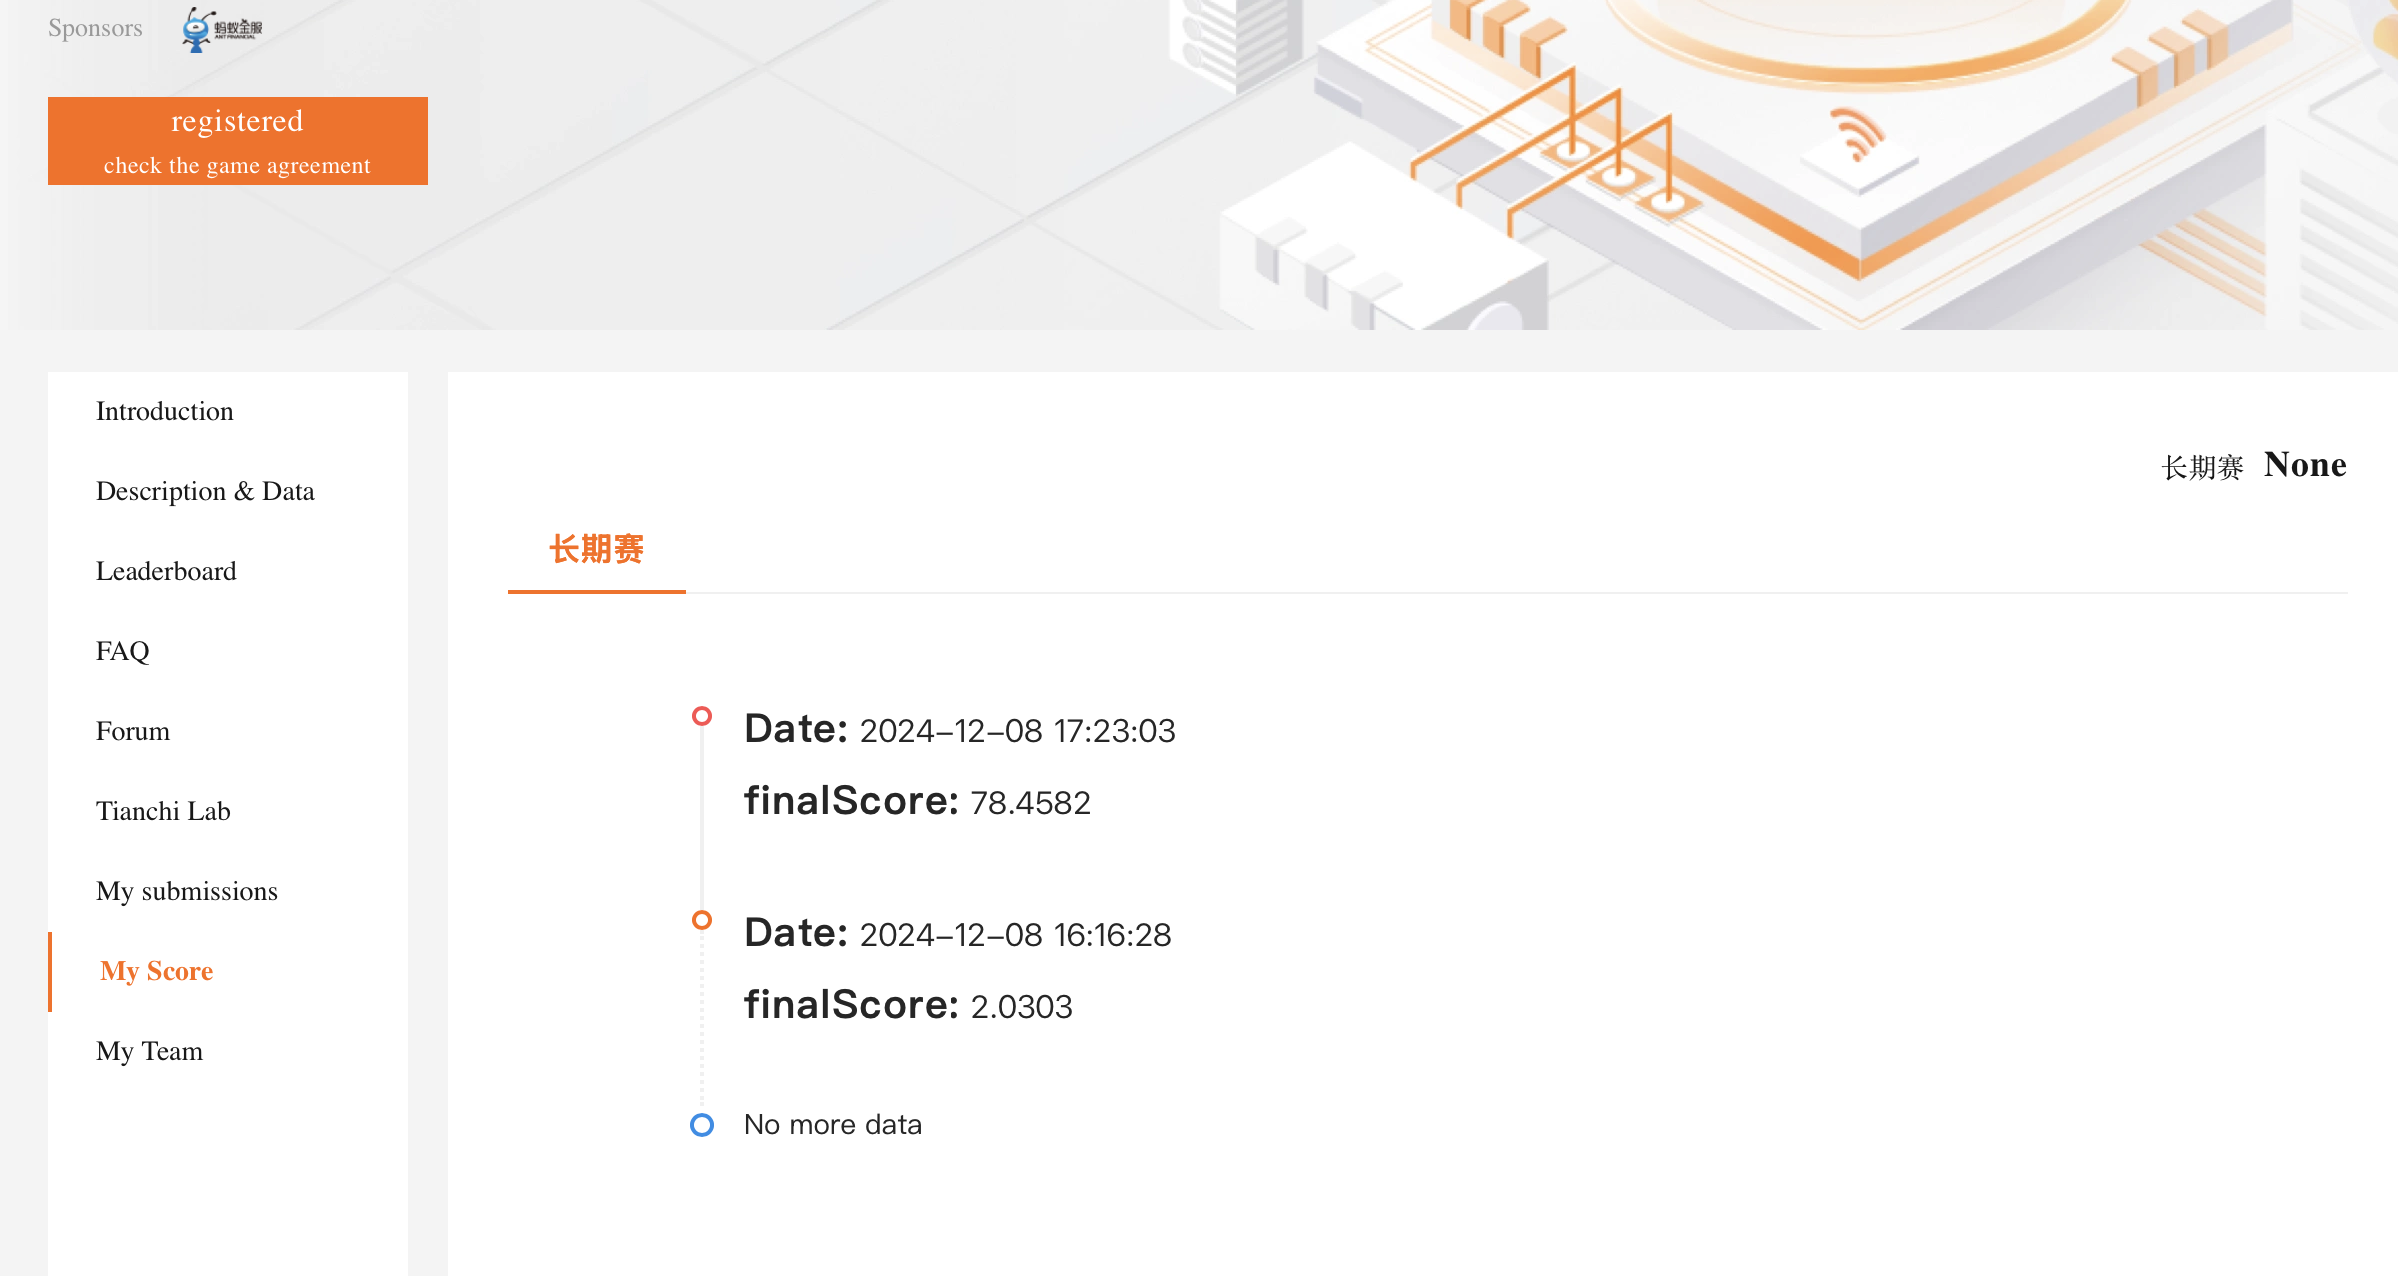 Sponsors
蚂蚁金服
ANT FINANCIAL
registered
check the game agreement
Introduction
Description & Data
Leaderboard
FAQ
Forum
Tianchi Lab
My submissions
My Score
My Team
长期赛 None
长期赛
Date: 2024-12-08 17:23:03
finalScore: 78.4582
Date: 2024-12-08 16:16:28
finalScore: 2.0303
No more data